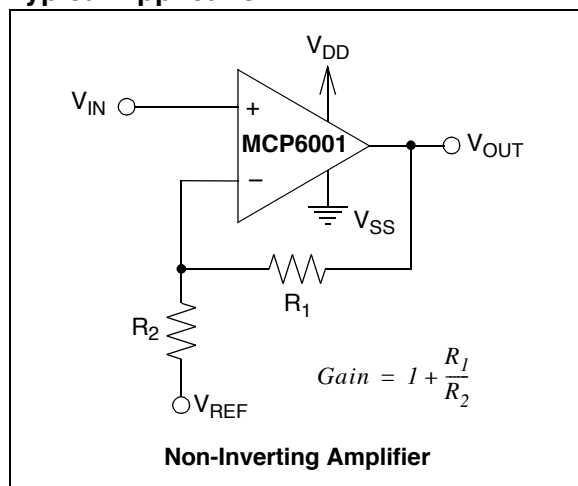 V_DD
V_IN
+
MCP6001
−
V_OUT
V_SS
R_1
R_2
Gain = 1 + R_1/R_2
V_REF
Non-Inverting Amplifier